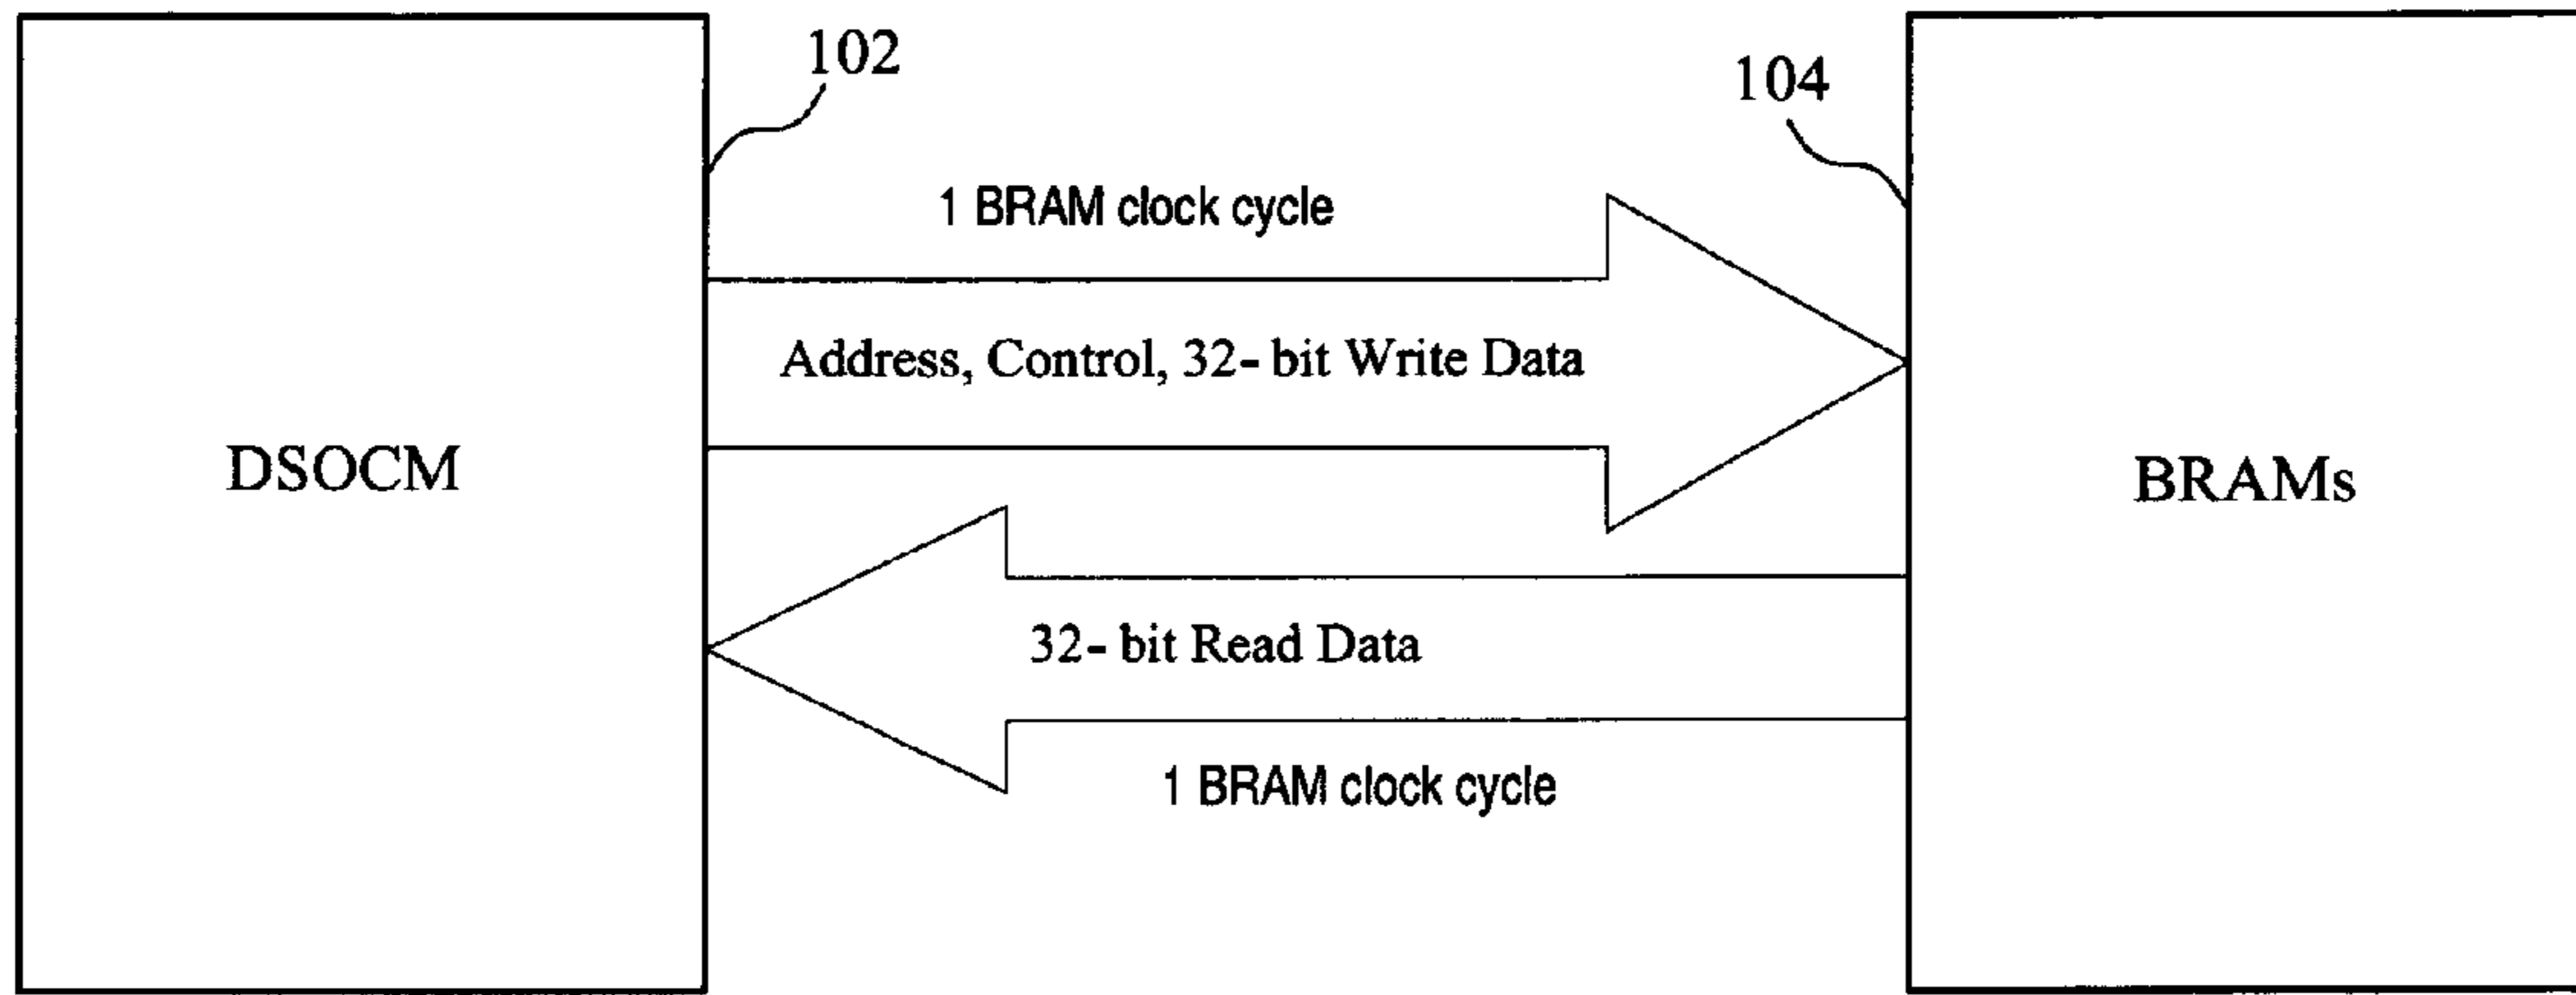 102
104
1 BRAM clock cycle
Address, Control, 32- bit Write Data
DSOCM
BRAMs
32- bit Read Data
1 BRAM clock cycle